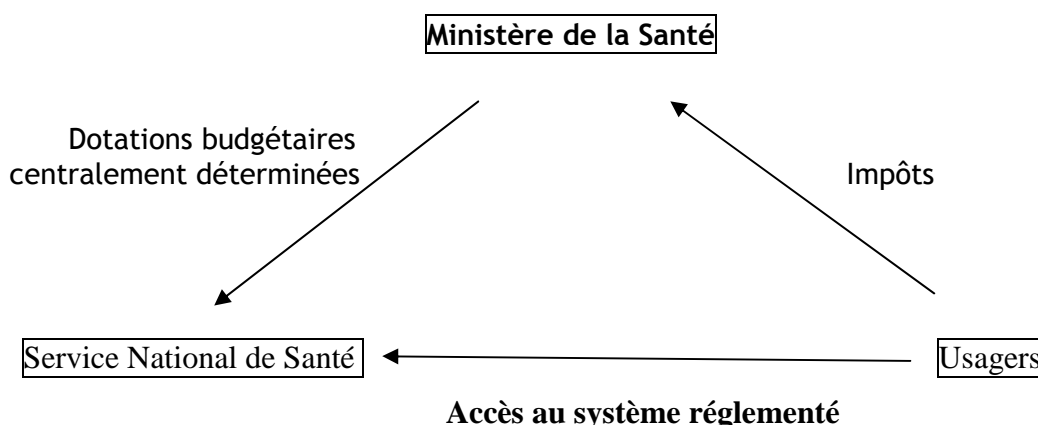 Ministère de la Santé
Dotations budgétaires
centralement déterminées
Impôts
Service National de Santé
Usagers
Accès au système réglementé